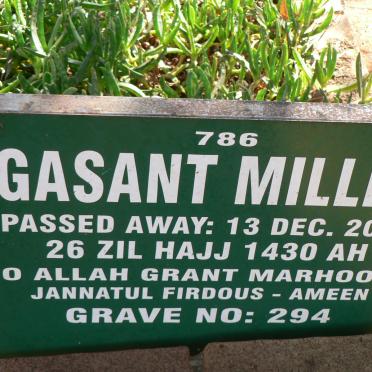 786
GASANT MILL
PASSED AWAY: 13 DEC. 20
26 ZIL HAJJ 1430 AH
O ALLAH GRANT MARHOO
JANNATUL FIRDOUS - AMEEN
GRAVE NO: 294